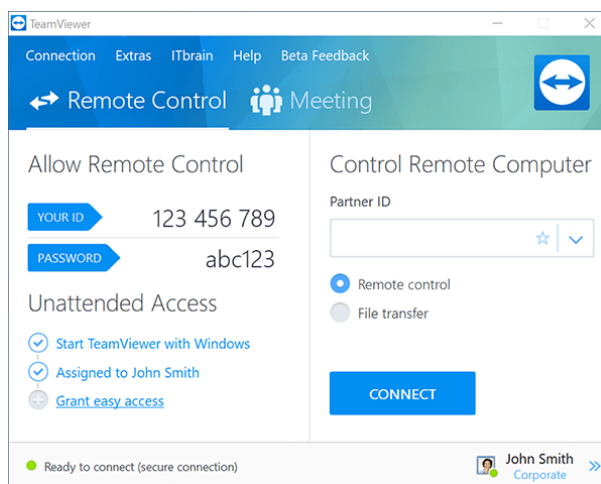 TeamViewer
Connection Extras ITbrain Help Beta Feedback
Remote Control Meeting
Allow Remote Control
YOUR ID 123 456 789
PASSWORD abc123
Unattended Access
Start TeamViewer with Windows
Assigned to John Smith
Grant easy access
Control Remote Computer
Partner ID
Remote control
File transfer
CONNECT
Ready to connect (secure connection)
John Smith
Corporate